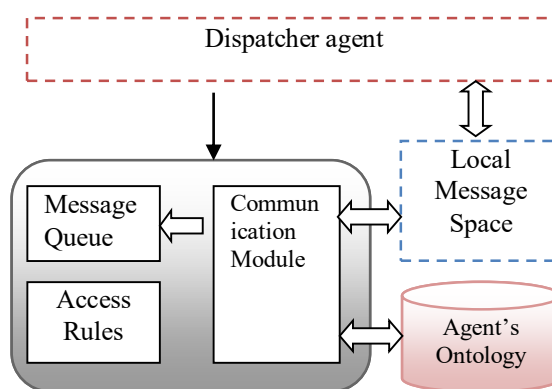 Dispatcher agent
Local
Message
Space
Message
Queue
Commun
ication
Module
Access
Rules
Agent's
Ontology